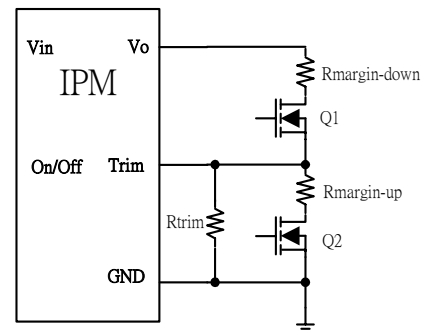 Vin Vo
Rmargin-down
IPM
Q1
On/Off Trim
Rmargin-up
Rtrim
Q2
GND